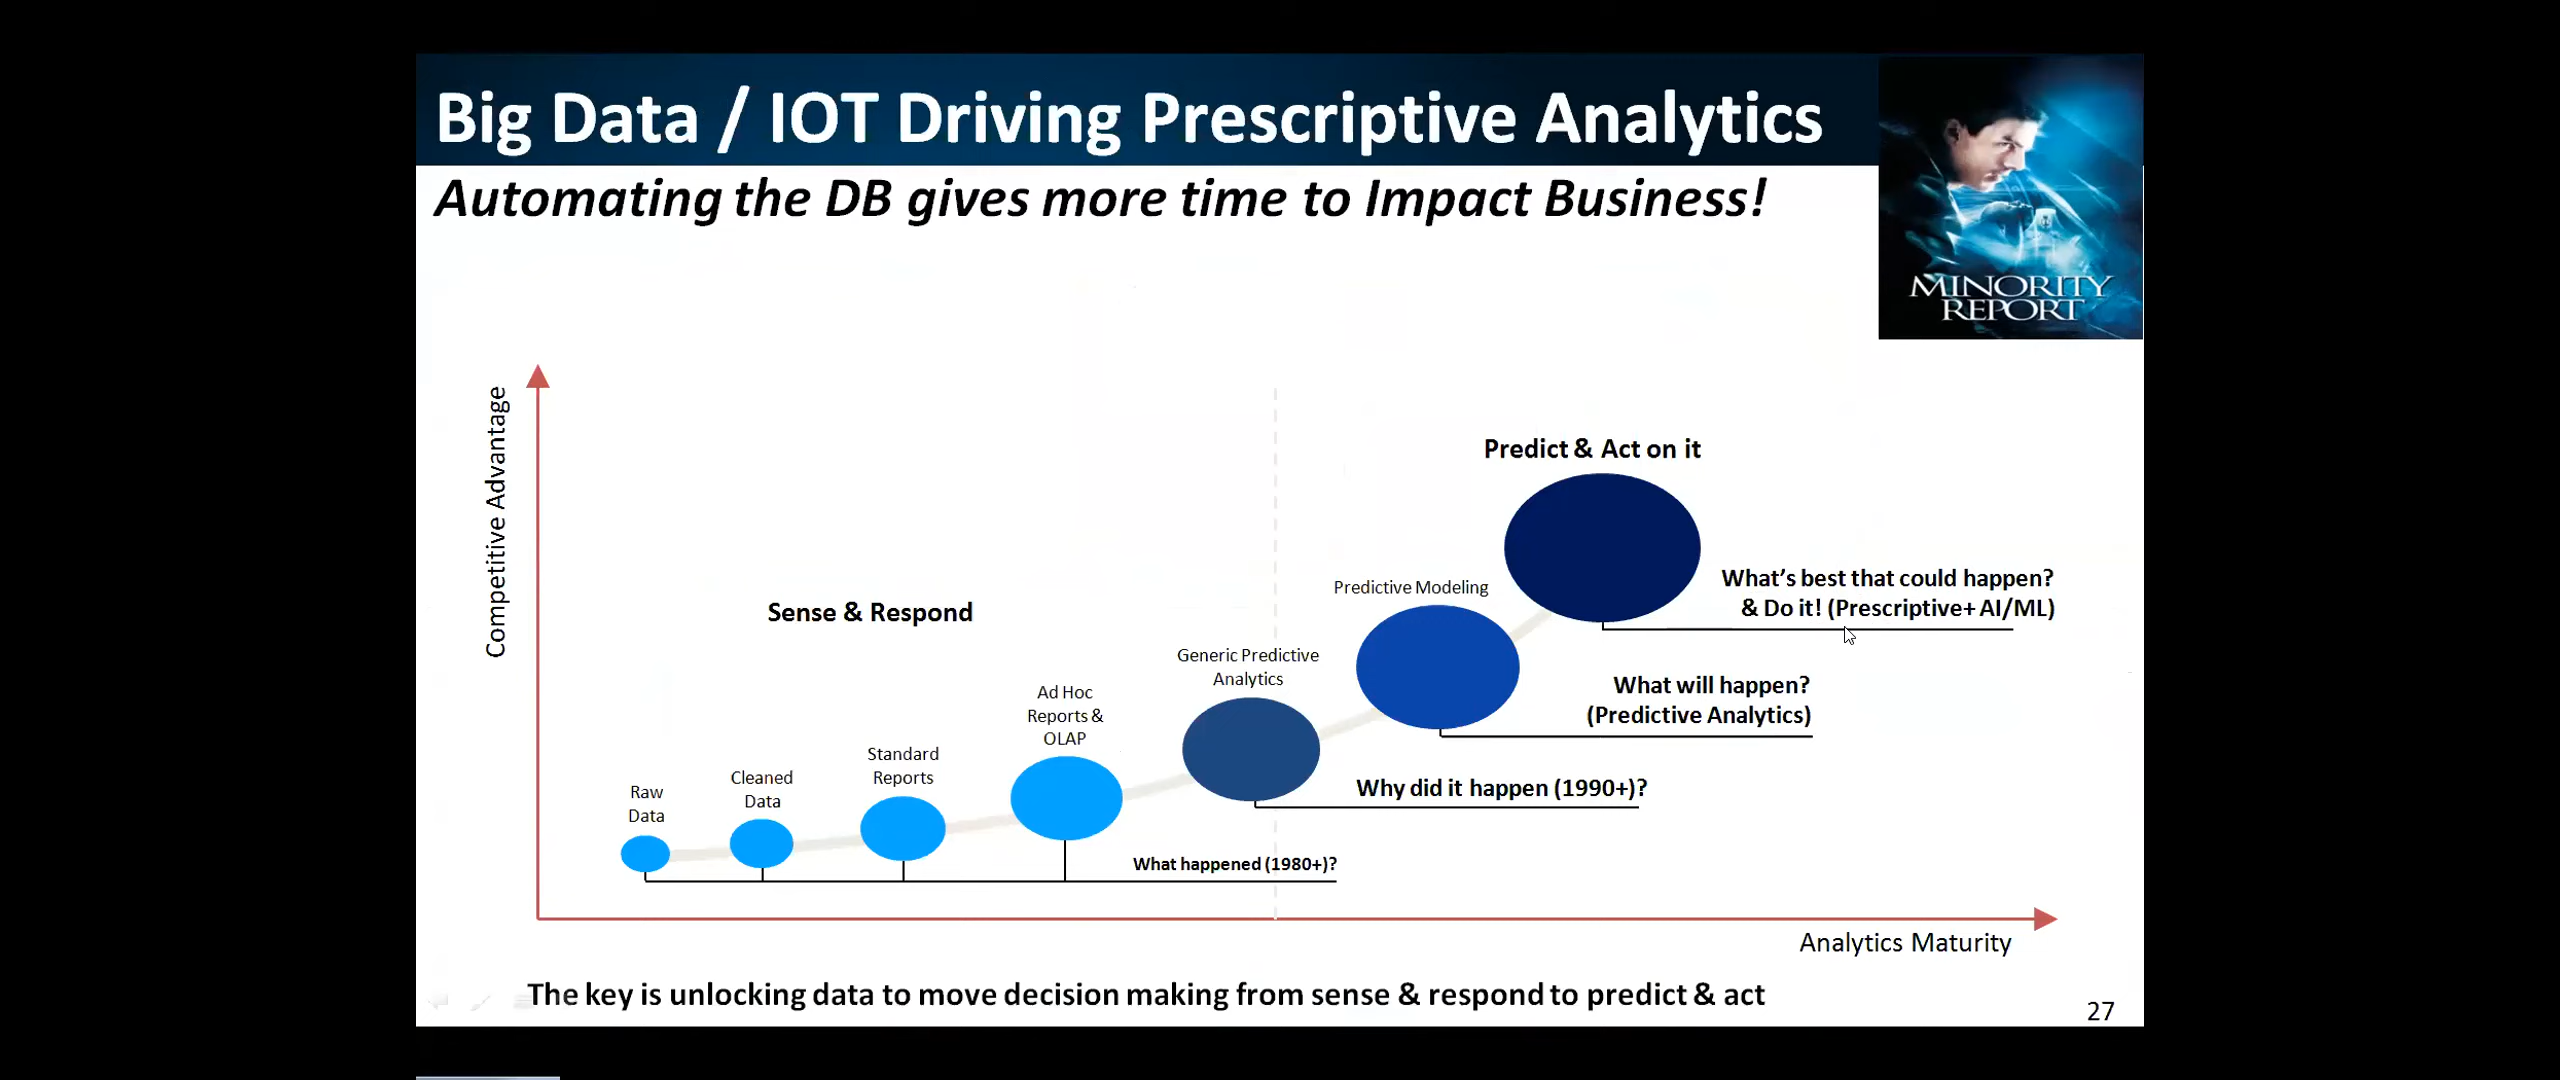 Big Data / IOT Driving Prescriptive Analytics
Automating the DB gives more time to Impact Business!
MINORITY
REPORT
Competitive Advantage
Predict & Act on it
What's best that could happen?
& Do it! (Prescriptive+ AI/ML)
Predictive Modeling
Sense & Respond
What will happen?
(Predictive Analytics)
Generic Predictive
Analytics
Why did it happen (1990+)?
Ad Hoc
Reports &
OLAP
Standard
Reports
Cleaned
Data
Raw
Data
What happened (1980+)?
Analytics Maturity
The key is unlocking data to move decision making from sense & respond to predict & act
27